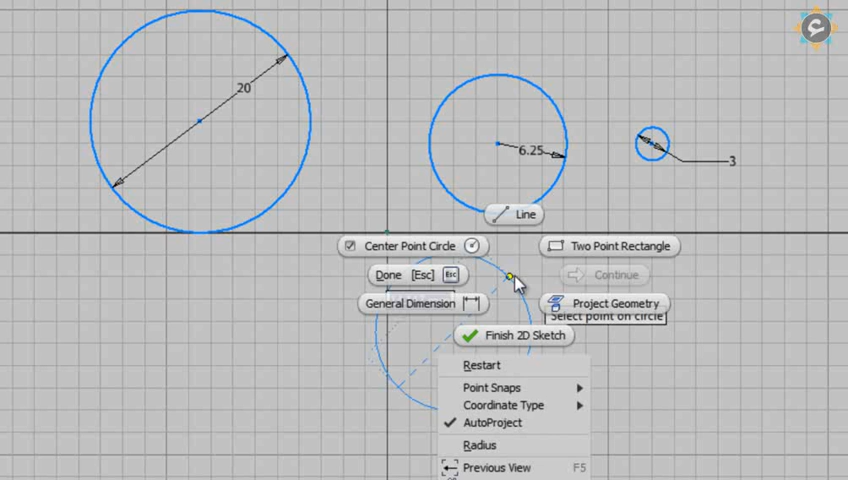 20
6.25
3
Line
Center Point Circle
Two Point Rectangle
Done [Esc] Esc
Continue
General Dimension
Project Geometry
Select point on circle
Finish 2D Sketch
Restart
Point Snaps
Coordinate Type
AutoProject
Radius
Previous View F5